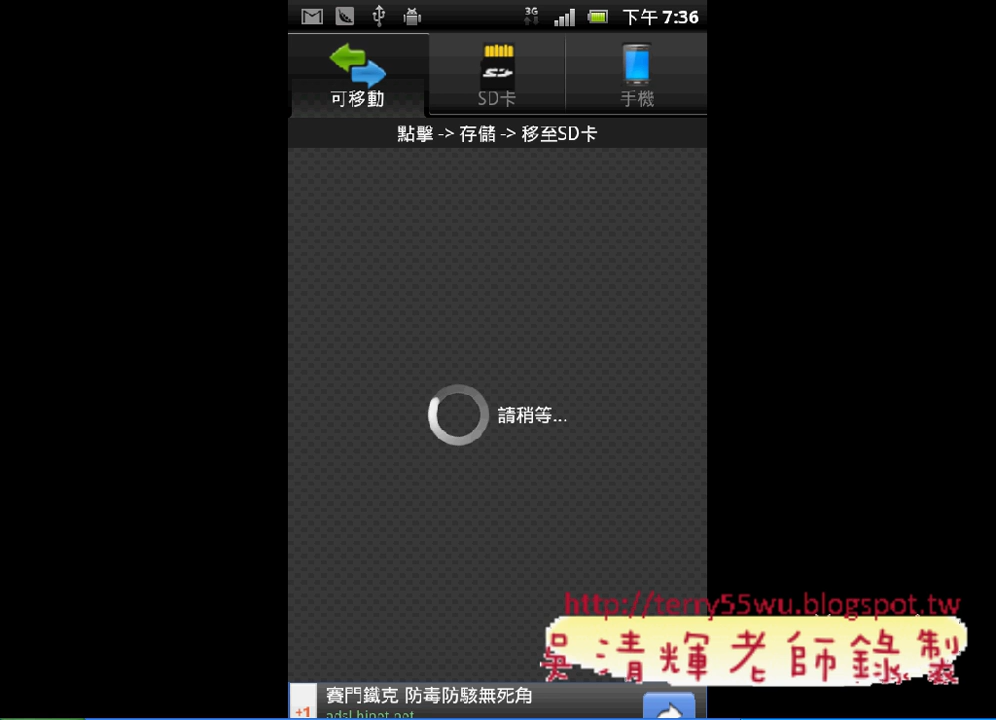 3G 下午 7:36
可移動 SD卡 手機
點擊 -> 存儲 -> 移至SD卡
請稍等...
http://terry55wu.blogspot.tw
吳清輝老師錄製
賽門鐵克 防毒防駭無死角
+1 adsl.hinet.net